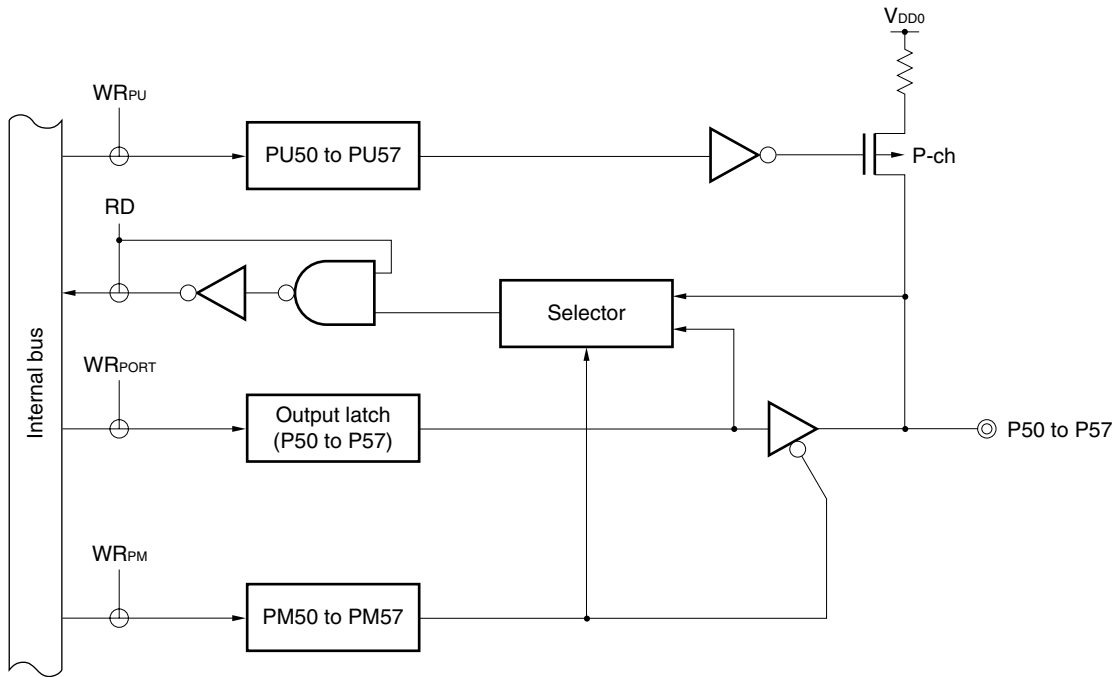 VDD0
WRPU
PU50 to PU57
P-ch
RD
Selector
Internal bus
WRPORT
Output latch
(P50 to P57)
P50 to P57
WRPM
PM50 to PM57